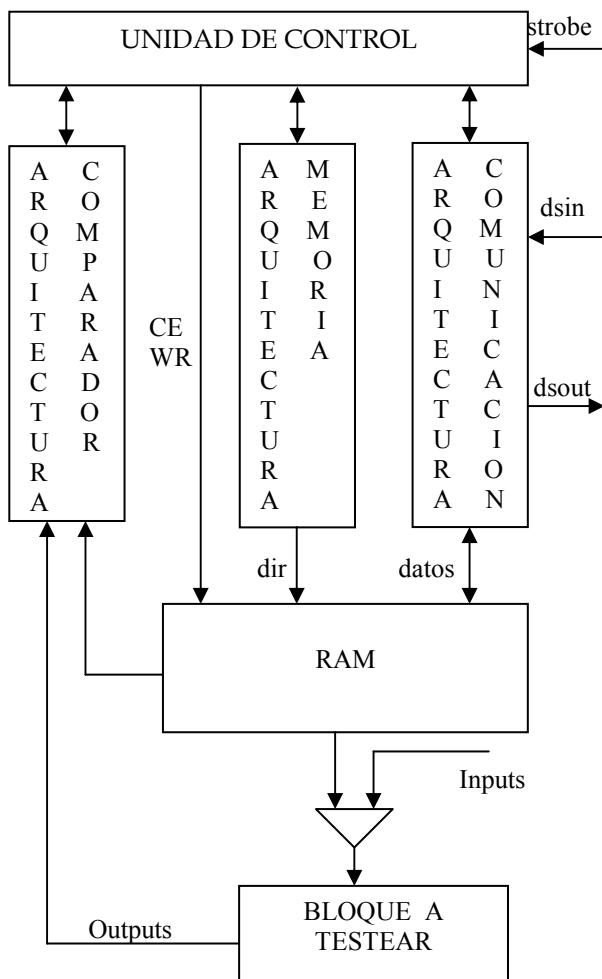 UNIDAD DE CONTROL
strobe
ARQUITECTURA
COMPARADOR
CE
WR
ARQUITECTURA
MEMORIA
ARQUITECTURA
COMUNICACION
dsin
dsout
dir
datos
RAM
Inputs
Outputs
BLOQUE A
TESTEAR